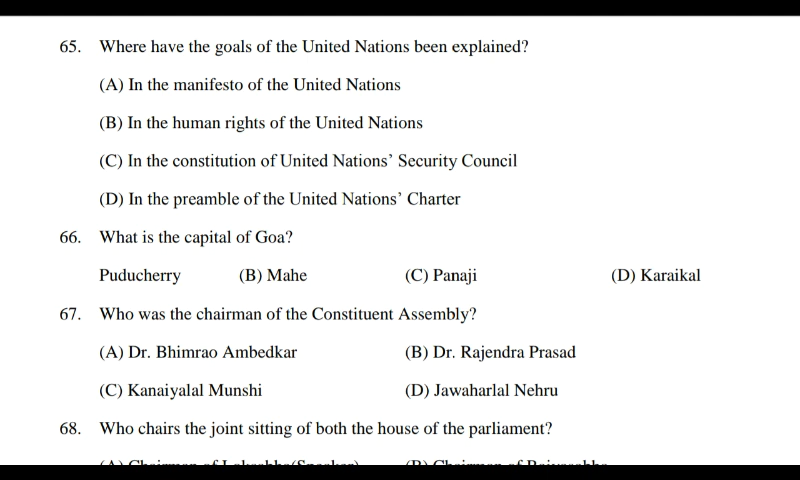 65. Where have the goals of the United Nations been explained?
(A) In the manifesto of the United Nations
(B) In the human rights of the United Nations
(C) In the constitution of United Nations’ Security Council
(D) In the preamble of the United Nations’ Charter
66. What is the capital of Goa?
Puducherry (B) Mahe (C) Panaji (D) Karaikal
67. Who was the chairman of the Constituent Assembly?
(A) Dr. Bhimrao Ambedkar (B) Dr. Rajendra Prasad
(C) Kanaiyalal Munshi (D) Jawaharlal Nehru
68. Who chairs the joint sitting of both the house of the parliament?